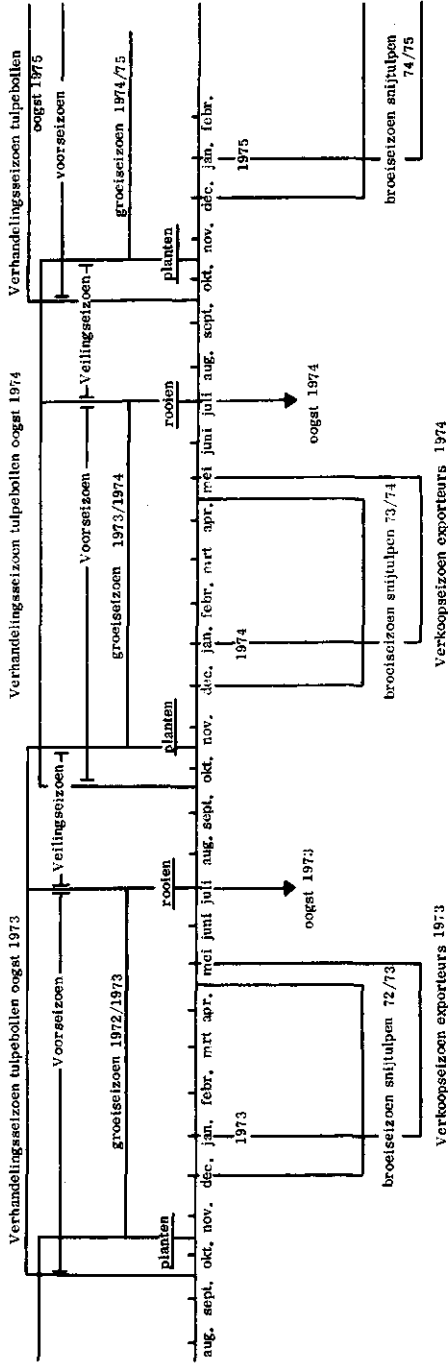 Verhandelingsseizoen tulpebollen oogst 1973
Verhandelingsseizoen tulpebollen oogst 1974
Verhandelingsseizoen tulpebollen
oogst 1975
Voorseizoen
Veilingseizoen
Voorseizoen
Veilingseizoen
voorseizoen
groeiseizoen 1972/1973
groeiseizoen 1973/1974
groeiseizoen 1974/75
planten
rooien
planten
rooien
planten
aug. sept. okt. nov. dec. jan. febr. mrt apr. mei juni juli aug. sept. okt. nov. dec. jan. febr. mrt apr. mei juni juli aug. sept. okt. nov. dec. jan. febr.
1973
1974
1975
oogst 1973
oogst 1974
broeiseizoen snijtulpen 72/73
broeiseizoen snijtulpen 73/74
broeiseizoen snijtulpen
74/75
Verkoopseizoen exporteurs 1973
Verkoopseizoen exporteurs 1974